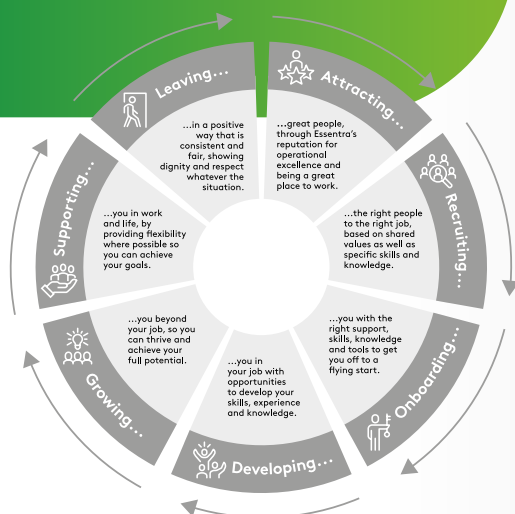 Attracting...
...great people,
through Essentra's
reputation for
operational
excellence and
being a great
place to work.
Recruiting...
...the right people
to the right job,
based on shared
values as well as
specific skills and
knowledge.
Onboarding...
...you with the
right support,
skills, knowledge
and tools to get
you off to a
flying start.
Developing...
...you in
your job with
opportunities
to develop your
skills, experience
and knowledge.
Growing...
...you beyond
your job, so you
can thrive and
achieve your
full potential.
Supporting...
...you in work
and life, by
providing flexibility
where possible so
you can achieve
your goals.
Leaving...
...in a positive
way that is
consistent and
fair, showing
dignity and respect
whatever the
situation.